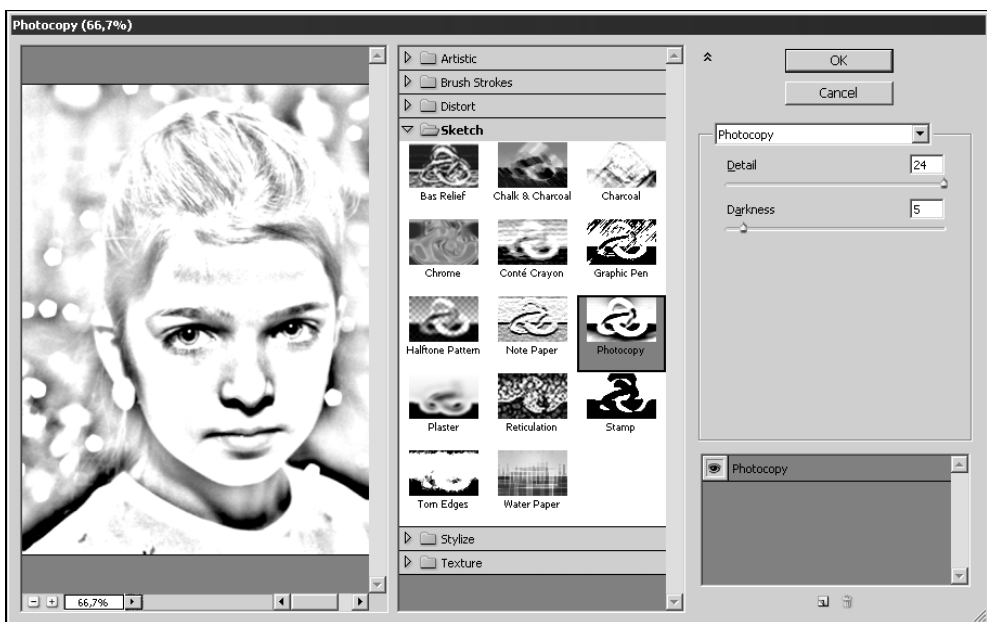 Photocopy (66,7%)
Artistic
Brush Strokes
Distort
Sketch
Bas Relief
Chalk & Charcoal
Charcoal
Chrome
Conté Crayon
Graphic Pen
Halftone Pattern
Note Paper
Photocopy
Plaster
Reticulation
Stamp
Torn Edges
Water Paper
Stylize
Texture
66,7%
OK
Cancel
Photocopy
Detail 24
Darkness 5
Photocopy